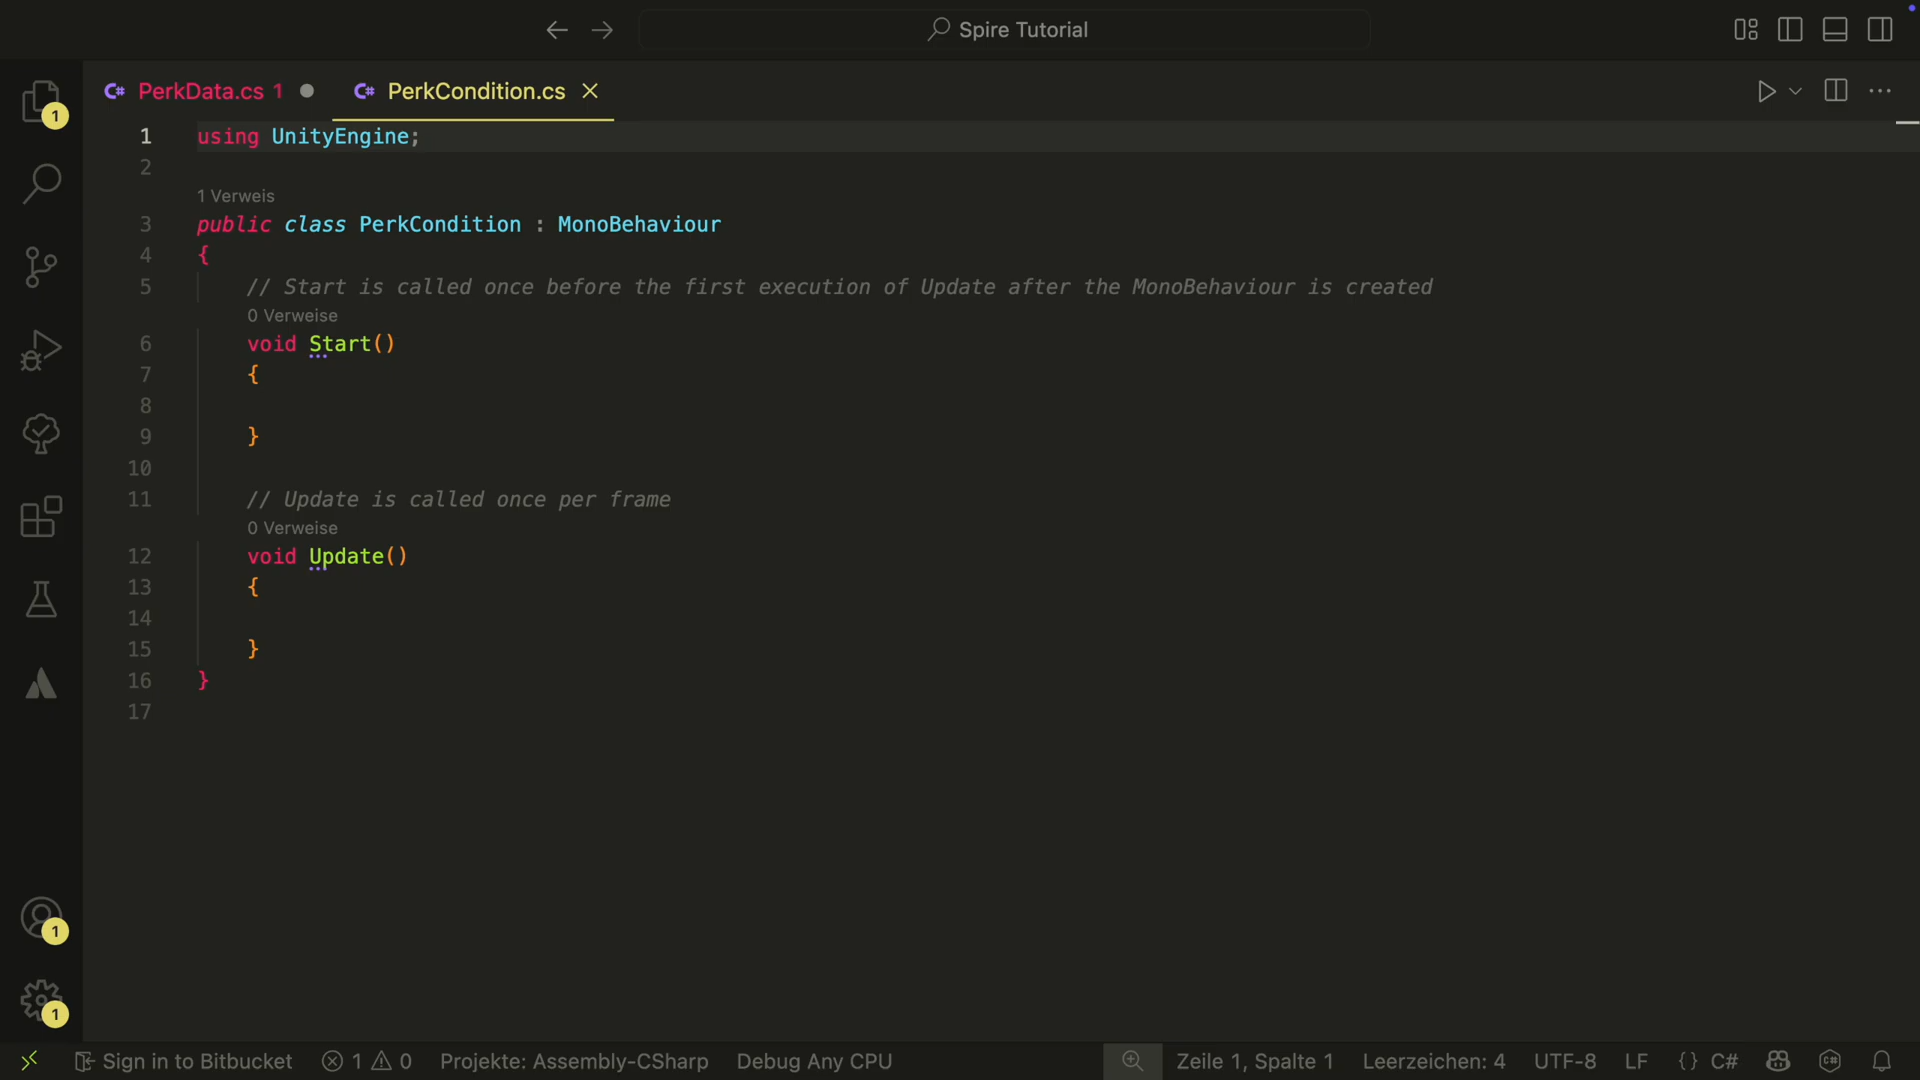 Spire Tutorial
PerkData.cs 1
PerkCondition.cs
1 using UnityEngine;
2
1 Verweis
3 public class PerkCondition : MonoBehaviour
4 {
5 // Start is called once before the first execution of Update after the MonoBehaviour is created
0 Verweise
6 void Start()
7 {
8
9 }
10
11 // Update is called once per frame
0 Verweise
12 void Update()
13 {
14
15 }
16 }
17
1
1
1
Sign in to Bitbucket 1 0 Projekte: Assembly-CSharp Debug Any CPU Zeile 1, Spalte 1 Leerzeichen: 4 UTF-8 LF {} C#